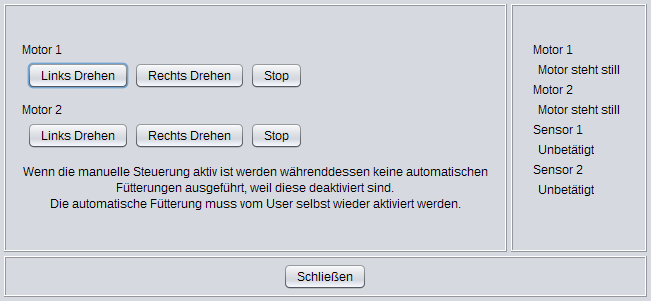 Motor 1
Links Drehen Rechts Drehen Stop
Motor 2
Links Drehen Rechts Drehen Stop
Wenn die manuelle Steuerung aktiv ist werden währenddessen keine automatischen
Fütterungen ausgeführt, weil diese deaktiviert sind.
Die automatische Fütterung muss vom User selbst wieder aktiviert werden.
Motor 1
Motor steht still
Motor 2
Motor steht still
Sensor 1
Unbetätigt
Sensor 2
Unbetätigt
Schließen